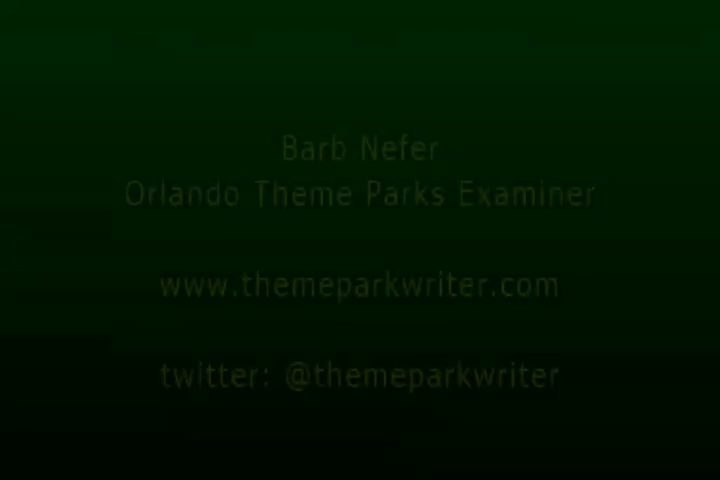 Barb Nefer
Orlando Theme Parks Examiner
www.themeparkwriter.com
twitter: @themeparkwriter